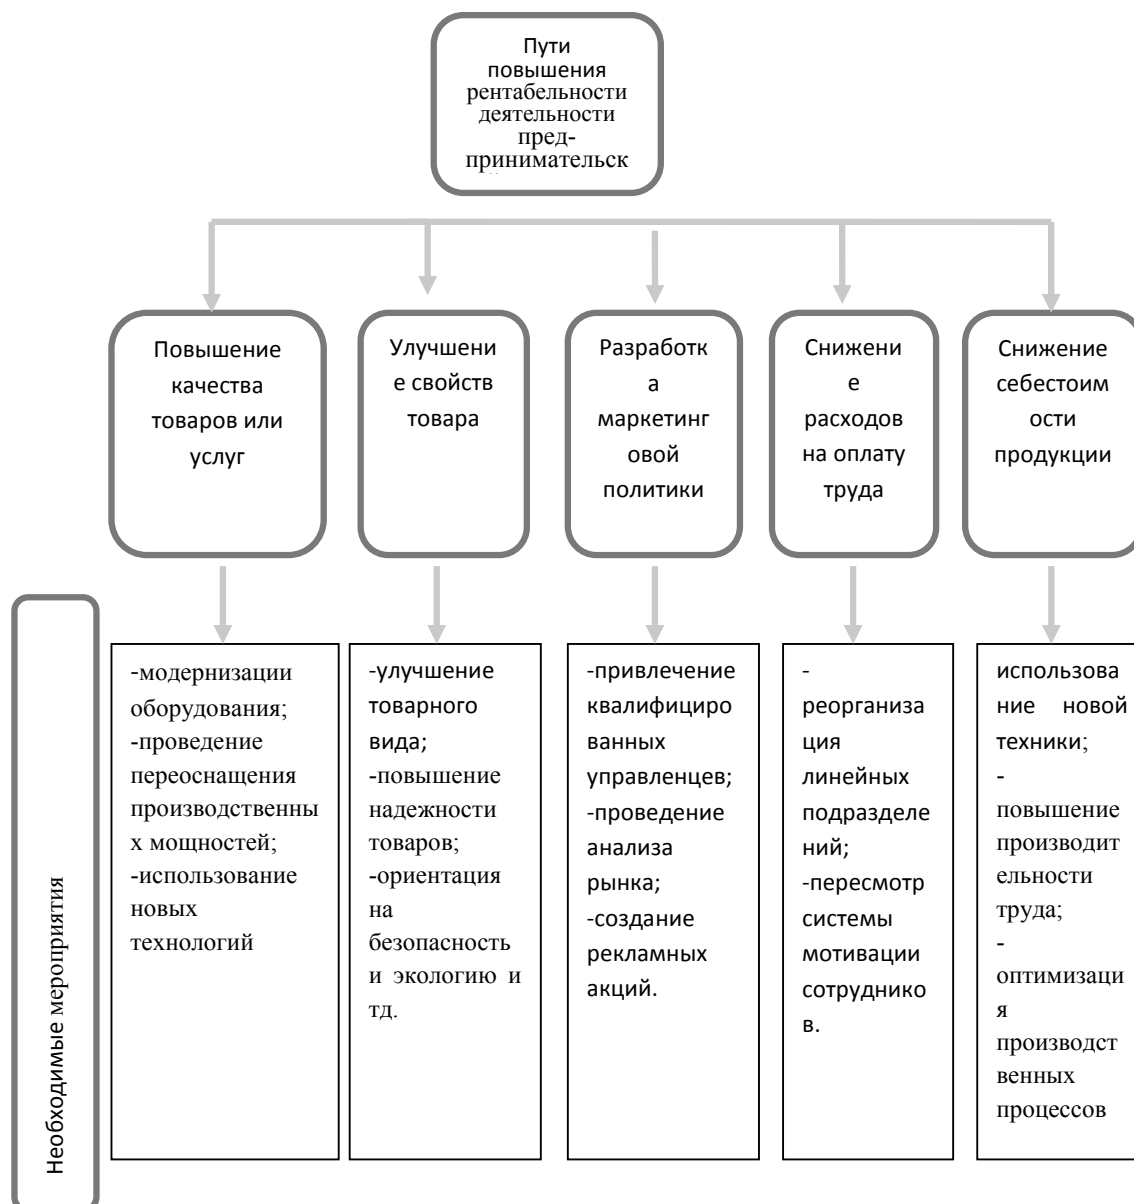 Пути
повышения
рентабельности
деятельности
пред-
принимательск
Повышение
качества
товаров или
услуг
Улучшени
е свойств
товара
Разработк
а
маркетинг
овой
политики
Снижени
е
расходов
на оплату
труда
Снижение
себестоим
ости
продукции
Необходимые мероприятия
-модернизации
оборудования;
-проведение
переоснащения
производственны
х мощностей;
-использование
новых
технологий
-улучшение
товарного
вида;
-повышение
надежности
товаров;
-ориентация
на
безопасность
и экологию и
тд.
-привлечение
квалифициро
ванных
управленцев;
-проведение
анализа
рынка;
-создание
рекламных
акций.
-
реорганиза
ция
линейных
подразделе
ний;
-пересмотр
системы
мотивации
сотруднико
в.
использова
ние новой
техники;
-
повышение
производит
ельности
труда;
-
оптимизаци
я
производст
венных
процессов